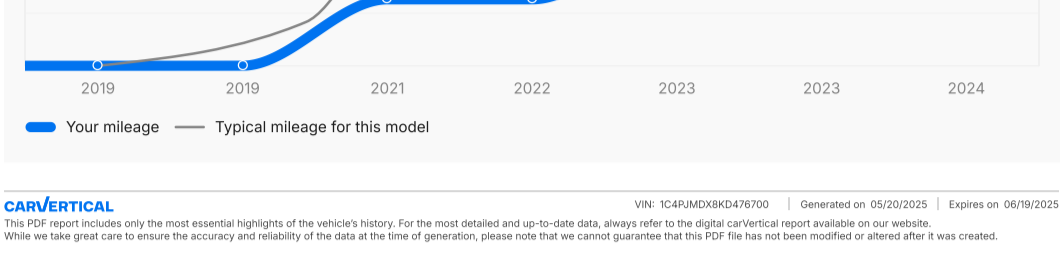 2019 2019 2021 2022 2023 2023 2024
Your mileage Typical mileage for this model
CARVERTICAL VIN: 1C4PJMDX8KD476700 | Generated on 05/20/2025 | Expires on 06/19/2025
This PDF report includes only the most essential highlights of the vehicle's history. For the most detailed and up-to-date data, always refer to the digital carVertical report available on our website.
While we take great care to ensure the accuracy and reliability of the data at the time of generation, please note that we cannot guarantee that this PDF file has not been modified or altered after it was created.